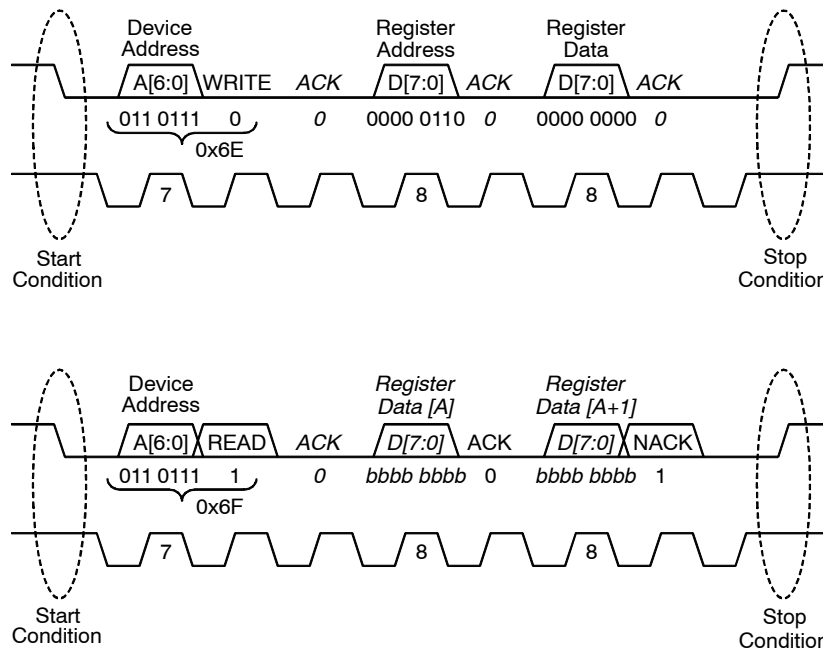 Device Address
Register Address
Register Data
A[6:0] WRITE ACK D[7:0] ACK D[7:0] ACK
011 0111 0 0 0000 0110 0 0000 0000 0
0x6E
7 8 8
Start Condition
Stop Condition
Device Address
Register Data [A]
Register Data [A+1]
A[6:0] READ ACK D[7:0] ACK D[7:0] NACK
011 0111 1 0 bbbb bbbb 0 bbbb bbbb 1
0x6F
7 8 8
Start Condition
Stop Condition